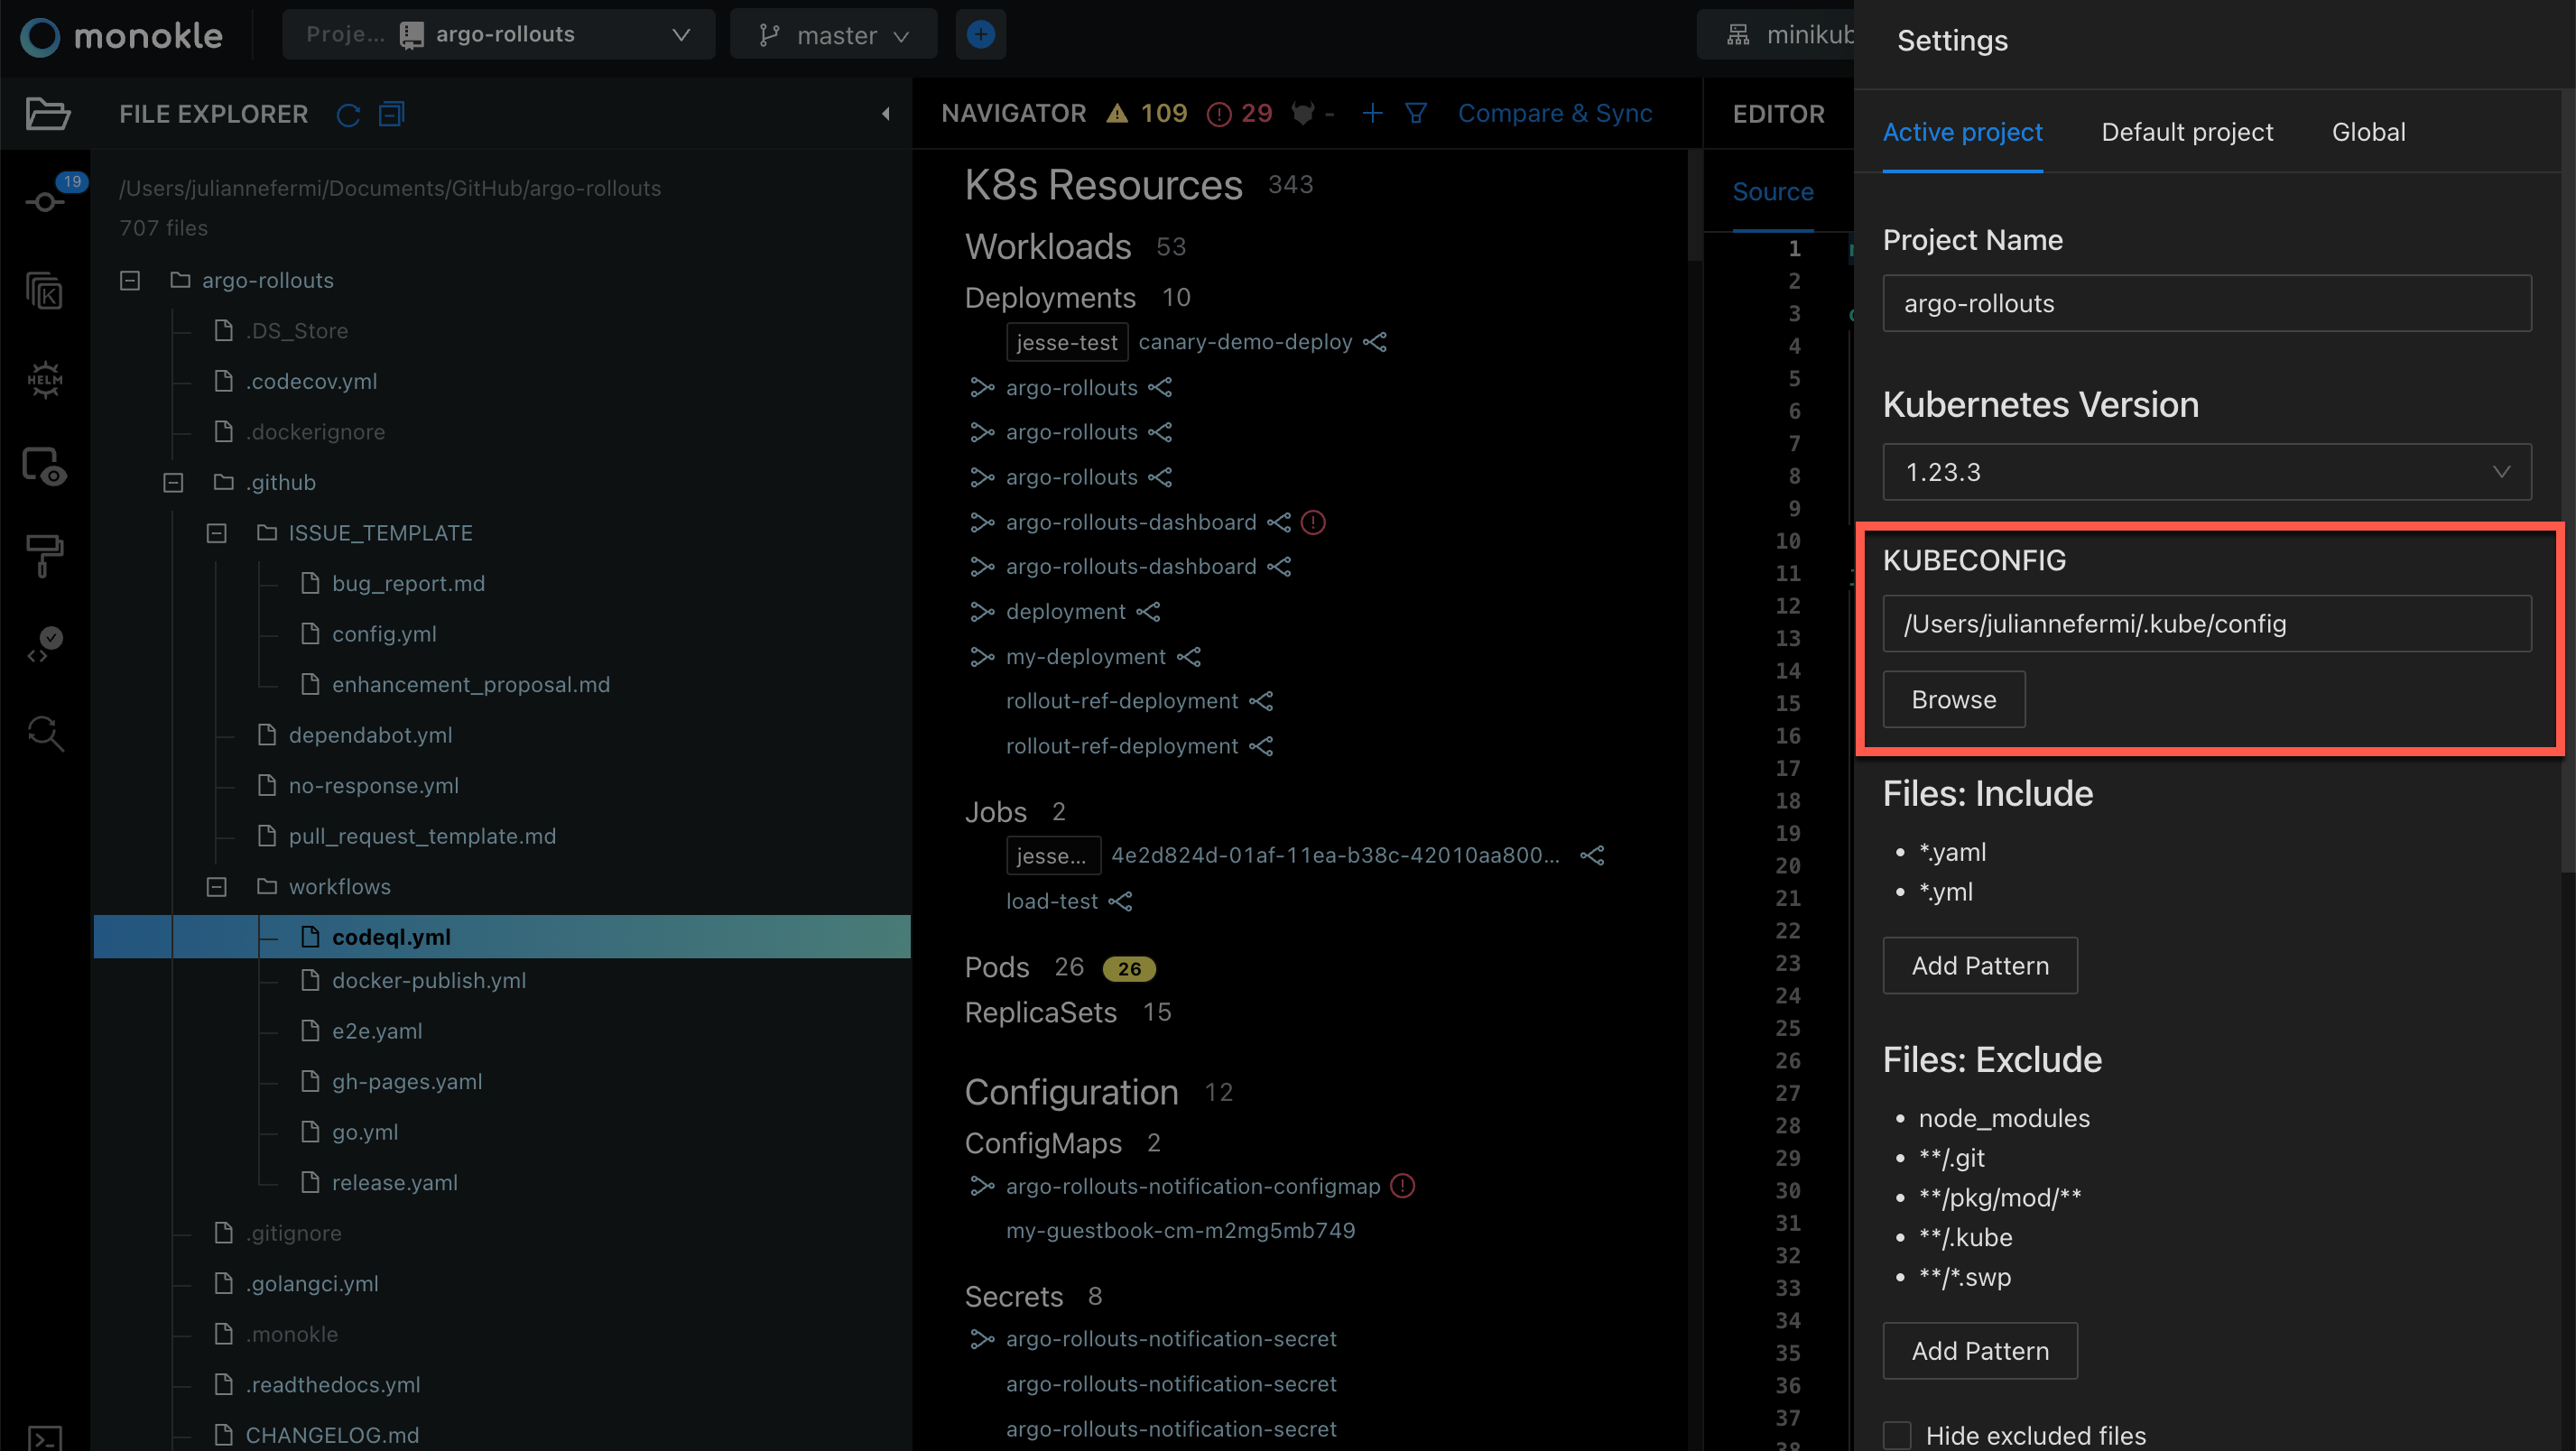 monokle
Proje... argo-rollouts
master
minikub
Settings
FILE EXPLORER
NAVIGATOR 109 29 - Compare & Sync
EDITOR
Active project Default project Global
19
/Users/juliannefermi/Documents/GitHub/argo-rollouts
707 files
argo-rollouts
.DS_Store
.codecov.yml
.dockerignore
.github
ISSUE_TEMPLATE
bug_report.md
config.yml
enhancement_proposal.md
dependabot.yml
no-response.yml
pull_request_template.md
workflows
codeql.yml
docker-publish.yml
e2e.yaml
gh-pages.yaml
go.yml
release.yaml
.gitignore
.golangci.yml
.monokle
.readthedocs.yml
CHANGELOG.md
K
HELM
K8s Resources 343
Workloads 53
Deployments 10
jesse-test canary-demo-deploy
argo-rollouts
argo-rollouts
argo-rollouts
argo-rollouts-dashboard
argo-rollouts-dashboard
deployment
my-deployment
rollout-ref-deployment
rollout-ref-deployment
Jobs 2
jesse... 4e2d824d-01af-11ea-b38c-42010aa800...
load-test
Pods 26 26
ReplicaSets 15
Configuration 12
ConfigMaps 2
argo-rollouts-notification-configmap
my-guestbook-cm-m2mg5mb749
Secrets 8
argo-rollouts-notification-secret
argo-rollouts-notification-secret
argo-rollouts-notification-secret
Source
1
2
3
4
5
6
7
8
9
10
11
12
13
14
15
16
17
18
19
20
21
22
23
24
25
26
27
28
29
30
31
32
33
34
35
36
37
38
Project Name
argo-rollouts
Kubernetes Version
1.23.3
KUBECONFIG
/Users/juliannefermi/.kube/config
Browse
Files: Include
• *.yaml
• *.yml
Add Pattern
Files: Exclude
• node_modules
• **/.git
• **/pkg/mod/**
• **/.kube
• **/*.swp
Add Pattern
Hide excluded files